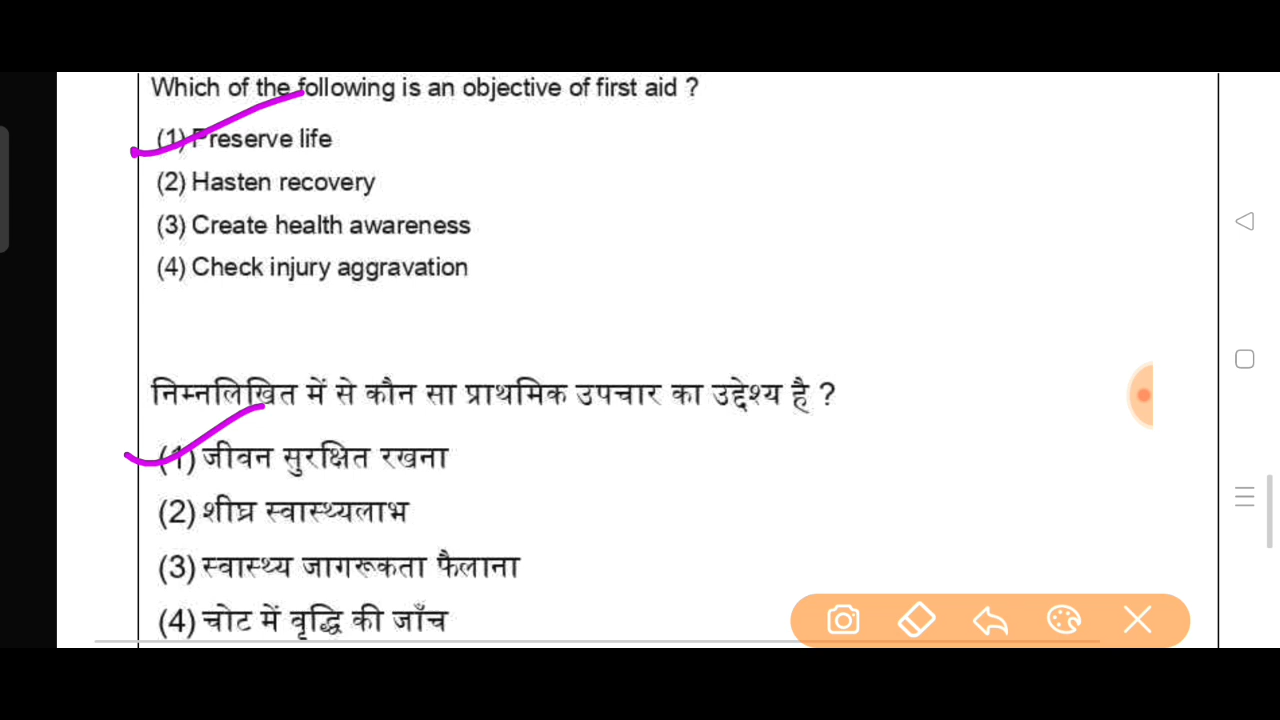 Which of the following is an objective of first aid ?
(1) Preserve life
(2) Hasten recovery
(3) Create health awareness
(4) Check injury aggravation
निम्नलिखित में से कौन सा प्राथमिक उपचार का उद्देश्य है ?
(1) जीवन सुरक्षित रखना
(2) शीघ्र स्वास्थ्यलाभ
(3) स्वास्थ्य जागरूकता फैलाना
(4) चोट में वृद्धि की जाँच